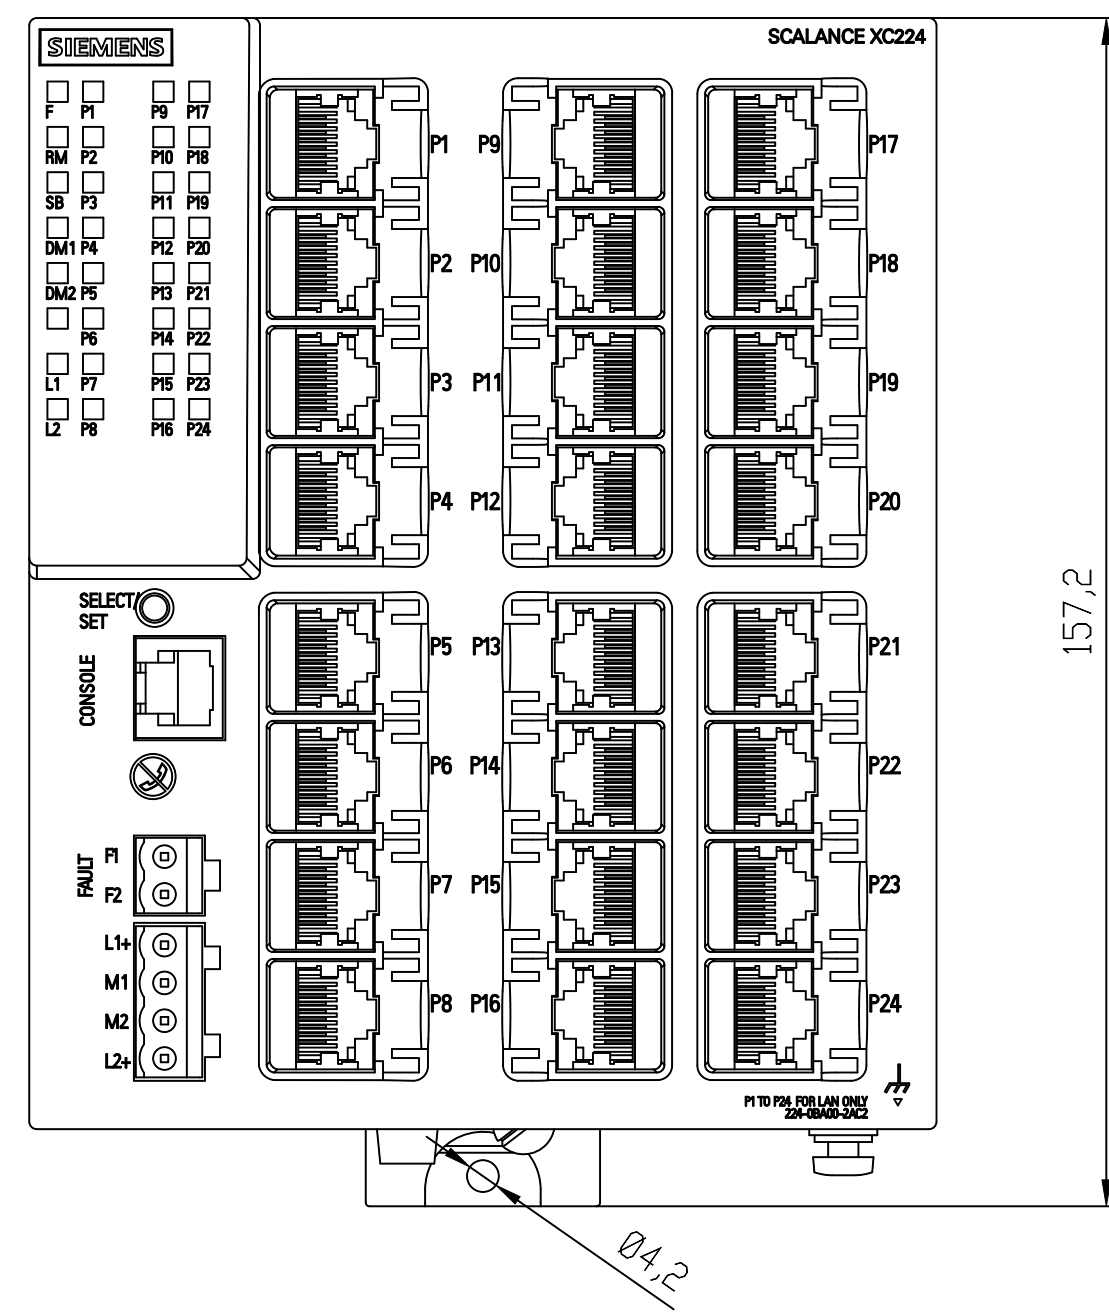 SIEMENS
SCALANCE XC224
F P1 P9 P17
RM P2 P10 P18
SB P3 P11 P19
DM1 P4 P12 P20
DM2 P5 P13 P21
P6 P14 P22
L1 P7 P15 P23
L2 P8 P16 P24
P1 P9 P17
P2 P10 P18
P3 P11 P19
P4 P12 P20
SELECT/
SET
CONSOLE
P5 P13 P21
P6 P14 P22
FAULT
F1
F2
P7 P15 P23
L1+
M1
M2
L2+
P8 P16 P24
P1 TO P24 FOR LAN ONLY
224-0BA00-2AC2
157,2
Ø4,2